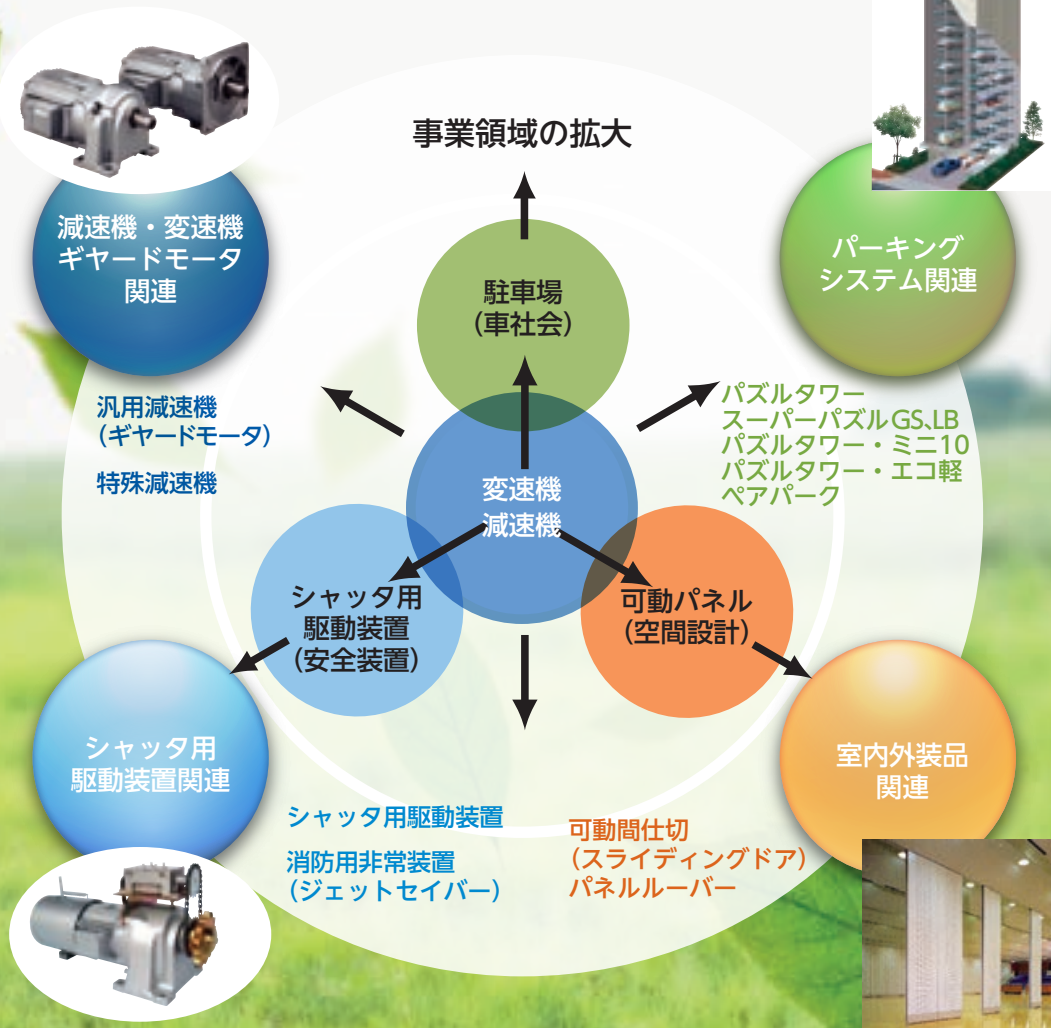 事業領域の拡大
減速機・変速機
ギヤードモータ
関連
パーキング
システム関連
駐車場
（車社会）
汎用減速機
（ギヤードモータ）
特殊減速機
パズルタワー
スーパーパズルGS、LB
パズルタワー・ミニ10
パズルタワー・エコ軽
ペアパーク
変速機
減速機
シャッタ用
駆動装置
（安全装置）
可動パネル
（空間設計）
シャッタ用
駆動装置関連
室内外装品
関連
シャッタ用駆動装置
消防用非常装置
（ジェットセイバー）
可動間仕切
（スライディングドア）
パネルルーバー